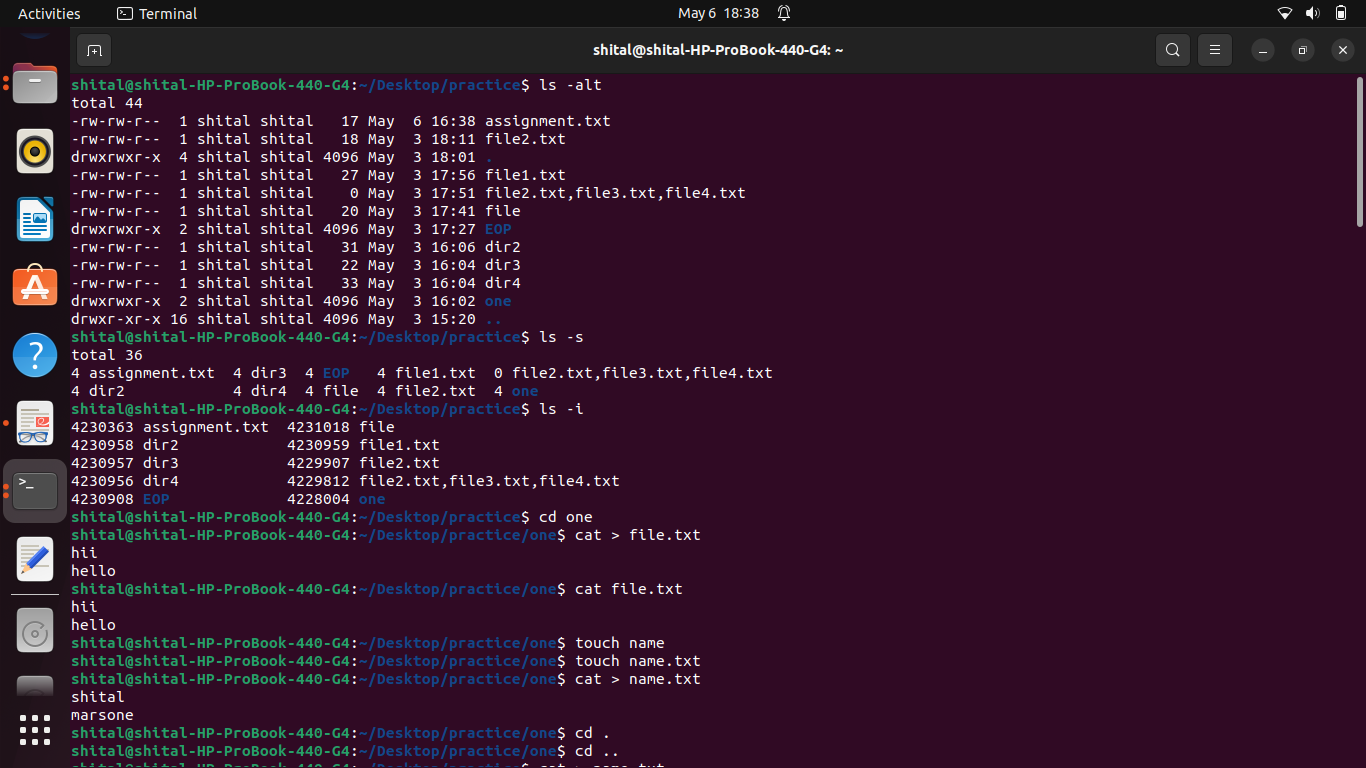 Activities Terminal May 6 18:38
shital@shital-HP-ProBook-440-G4: ~
shital@shital-HP-ProBook-440-G4:~/Desktop/practice$ ls -alt
total 44
-rw-rw-r--  1 shital shital   17 May  6 16:38 assignment.txt
-rw-rw-r--  1 shital shital   18 May  3 18:11 file2.txt
drwxrwxr-x  4 shital shital 4096 May  3 18:01 .
-rw-rw-r--  1 shital shital   27 May  3 17:56 file1.txt
-rw-rw-r--  1 shital shital    0 May  3 17:51 file2.txt,file3.txt,file4.txt
-rw-rw-r--  1 shital shital   20 May  3 17:41 file
drwxrwxr-x  2 shital shital 4096 May  3 17:27 EOP
-rw-rw-r--  1 shital shital   31 May  3 16:06 dir2
-rw-rw-r--  1 shital shital   22 May  3 16:04 dir3
-rw-rw-r--  1 shital shital   33 May  3 16:04 dir4
drwxrwxr-x  2 shital shital 4096 May  3 16:02 one
drwxr-xr-x 16 shital shital 4096 May  3 15:20 ..
shital@shital-HP-ProBook-440-G4:~/Desktop/practice$ ls -s
total 36
4 assignment.txt  4 dir3  4 EOP   4 file1.txt  0 file2.txt,file3.txt,file4.txt
4 dir2            4 dir4  4 file  4 file2.txt  4 one
shital@shital-HP-ProBook-440-G4:~/Desktop/practice$ ls -i
4230363 assignment.txt  4231018 file
4230958 dir2            4230959 file1.txt
4230957 dir3            4229907 file2.txt
4230956 dir4            4229812 file2.txt,file3.txt,file4.txt
4230908 EOP             4228004 one
shital@shital-HP-ProBook-440-G4:~/Desktop/practice$ cd one
shital@shital-HP-ProBook-440-G4:~/Desktop/practice/one$ cat > file.txt
hii
hello
shital@shital-HP-ProBook-440-G4:~/Desktop/practice/one$ cat file.txt
hii
hello
shital@shital-HP-ProBook-440-G4:~/Desktop/practice/one$ touch name
shital@shital-HP-ProBook-440-G4:~/Desktop/practice/one$ touch name.txt
shital@shital-HP-ProBook-440-G4:~/Desktop/practice/one$ cat > name.txt
shital
marsone
shital@shital-HP-ProBook-440-G4:~/Desktop/practice/one$ cd .
shital@shital-HP-ProBook-440-G4:~/Desktop/practice/one$ cd ..